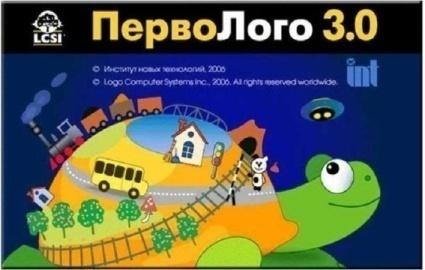 LCSI
ПервоЛого 3.0
© Институт новых технологий, 2006
© Logo Computer Systems Inc., 2006. All rights reserved worldwide.
int